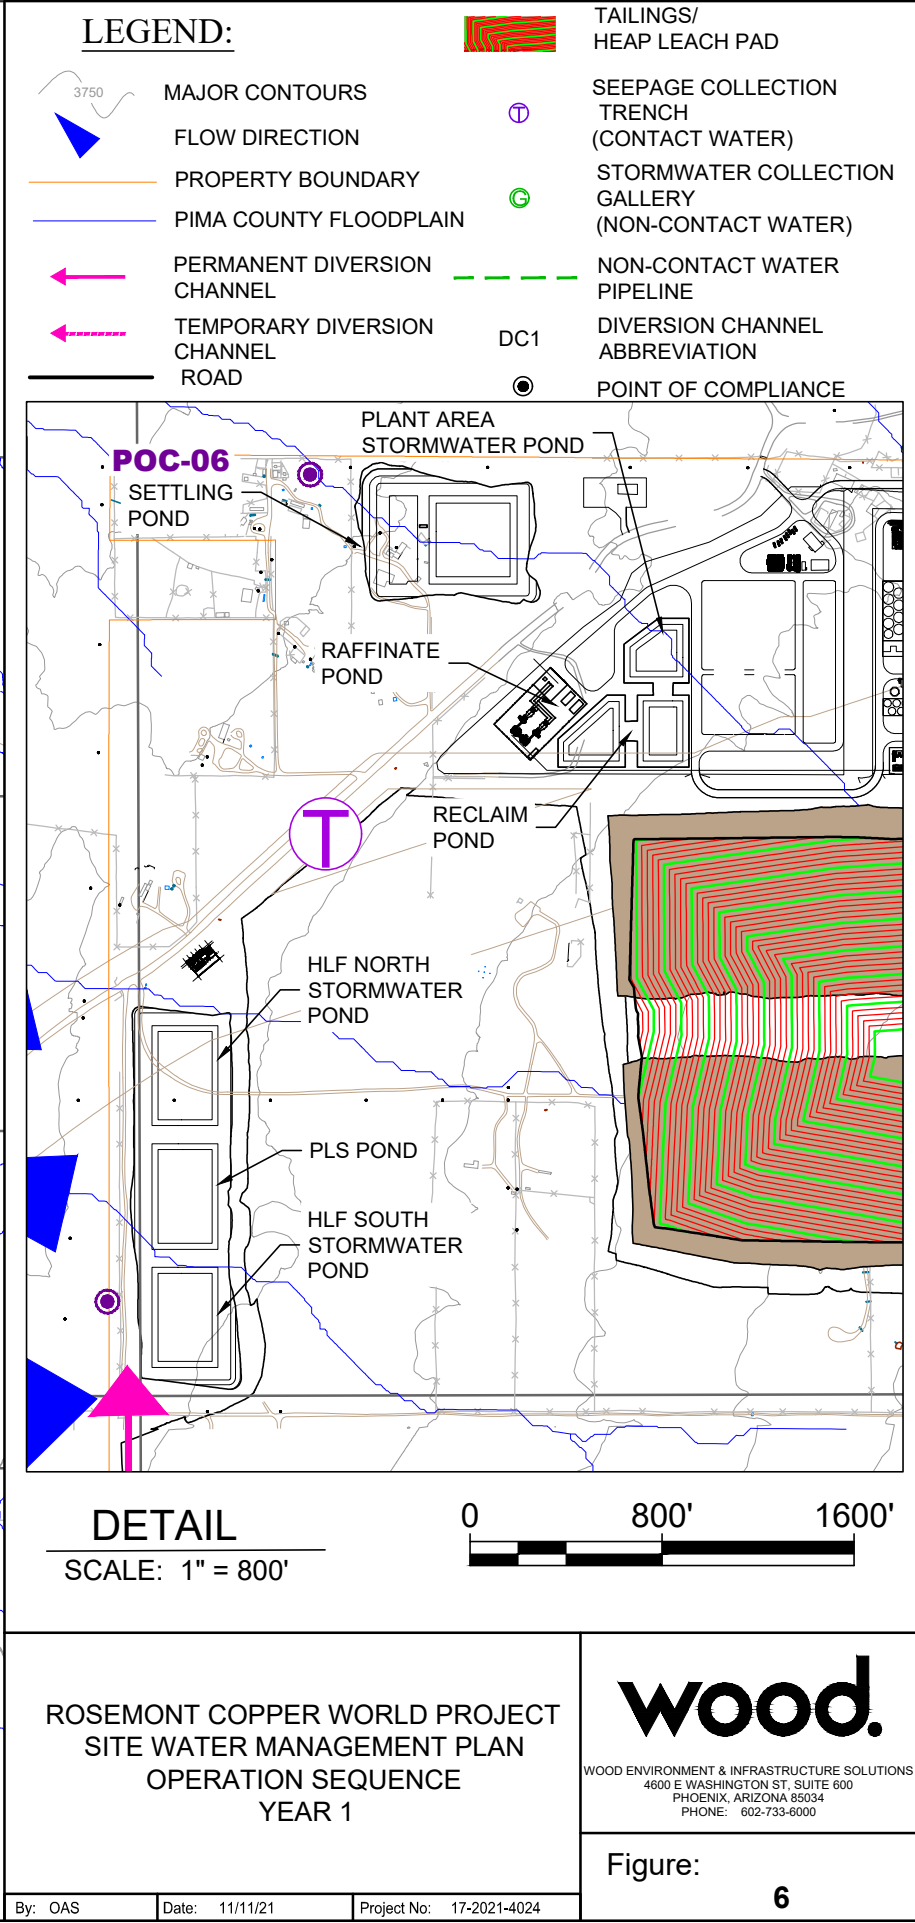 LEGEND:
3750
MAJOR CONTOURS
FLOW DIRECTION
PROPERTY BOUNDARY
PIMA COUNTY FLOODPLAIN
PERMANENT DIVERSION
CHANNEL
TEMPORARY DIVERSION
CHANNEL
ROAD
TAILINGS/
HEAP LEACH PAD
T
SEEPAGE COLLECTION
TRENCH
(CONTACT WATER)
G
STORMWATER COLLECTION
GALLERY
(NON-CONTACT WATER)
NON-CONTACT WATER
PIPELINE
DC1
DIVERSION CHANNEL
ABBREVIATION
POINT OF COMPLIANCE
PLANT AREA
STORMWATER POND
POC-06
SETTLING
POND
RAFFINATE
POND
T
RECLAIM
POND
HLF NORTH
STORMWATER
POND
PLS POND
HLF SOUTH
STORMWATER
POND
DETAIL
SCALE: 1" = 800'
0 800' 1600'
ROSEMONT COPPER WORLD PROJECT
SITE WATER MANAGEMENT PLAN
OPERATION SEQUENCE
YEAR 1
wood.
WOOD ENVIRONMENT & INFRASTRUCTURE SOLUTIONS
4600 E WASHINGTON ST, SUITE 600
PHOENIX, ARIZONA 85034
PHONE: 602-733-6000
Figure:
6
By: OAS
Date: 11/11/21
Project No: 17-2021-4024